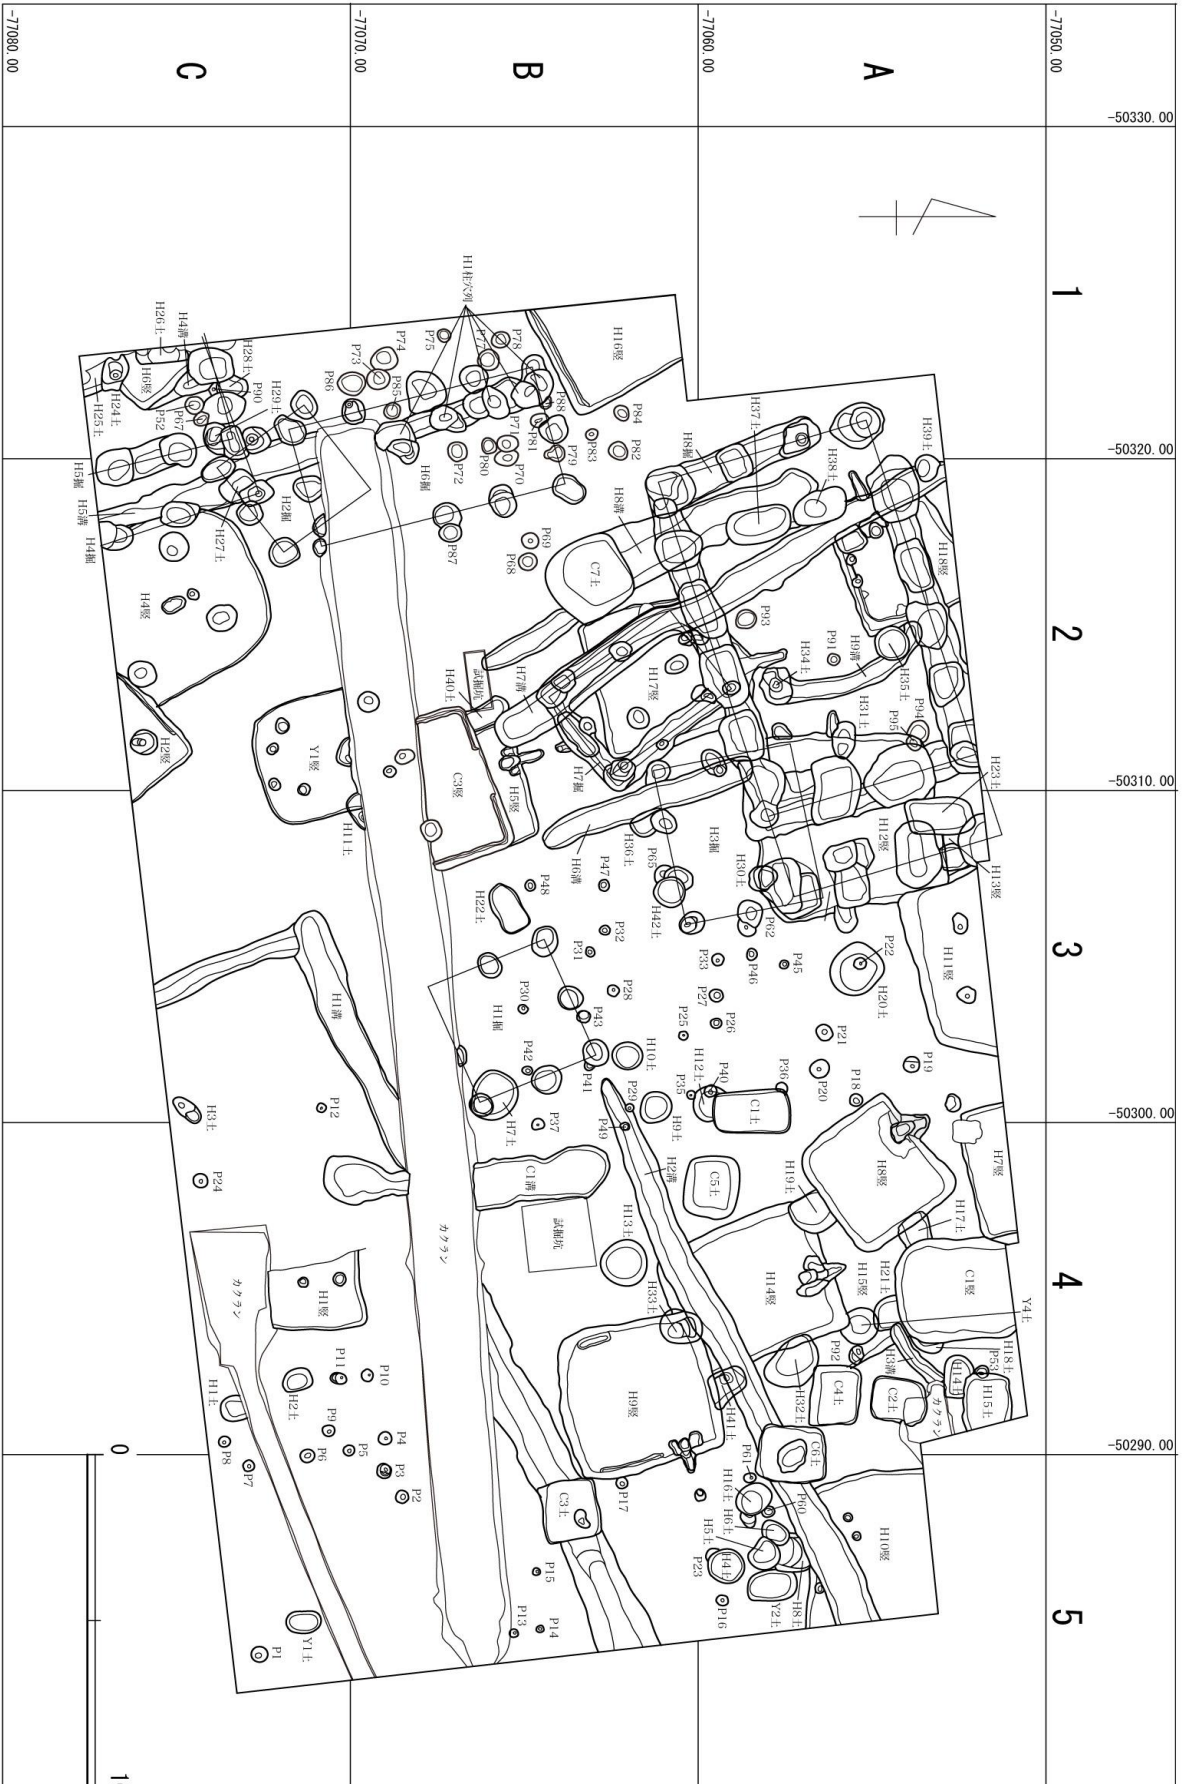 1
2
3
4
5
A
B
C
-77050.00
-77060.00
-77070.00
-77080.00
-50330.00
-50320.00
-50310.00
-50300.00
-50290.00
H16竪
H1柱穴列
P78
P77
P75
P74
P73
P86
P85
P88
P71
P81
P79
P80
P70
P72
P83
P84
P82
H6掘
P87
P69
P68
H28土
H4溝
H26土
H6竪
H24土
H25土
P90
H29土
P67
P52
H5掘
H5溝
H4掘
H27土
H2掘
H4竪
H2竪
H39土
H37土
H8掘
H38土
H8溝
C7土
H18竪
P93
P91
H9溝
H34土
H35土
P94
P95
H31土
H23土
H17竪
H7溝
試掘坑
H40土
H7掘
H5竪
C3竪
Y1竪
H11土
H6溝
H36土
H3掘
P65
H42土
H30土
H12竪
H13竪
H11竪
P62
P22
H20土
P45
P46
P33
P27
P26
P25
P47
P48
H22土
P32
P31
P28
P30
H1掘
P43
P42
P41
H10土
H7土
P37
P29
P49
H9土
P35
H12土
P40
C1土
P36
P21
P20
P19
P18
H1溝
H3土
P12
P24
H7竪
H8竪
H19土
H17土
C5土
H2溝
C1溝
試掘坑
H13土
H33土
H14竪
H15竪
H21土
C1竪
Y4土
H18土
P53
H14土
H15土
H3溝
P92
C2土
カクラン
C4土
H32土
H41土
H9竪
カクラン
カクラン
H1竪
P11
P10
H2土
H1土
P9
P8
P7
P6
P5
P4
P3
P2
C6土
P61
H16土
P60
H6土
H5土
H4土
P23
H8土
Y2土
P16
H10竪
P17
C3土
P15
P14
P13
Y1土
P1
0